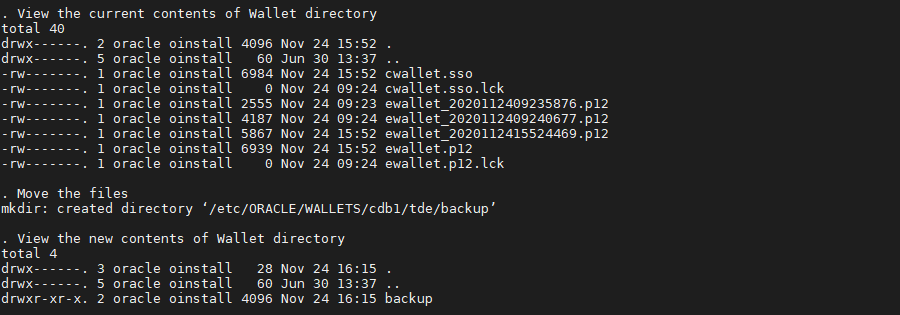 . View the current contents of Wallet directory
total 40
drwx------. 2 oracle oinstall 4096 Nov 24 15:52 .
drwx------. 5 oracle oinstall   60 Jun 30 13:37 ..
-rw-------. 1 oracle oinstall 6984 Nov 24 15:52 cwallet.sso
-rw-------. 1 oracle oinstall    0 Nov 24 09:24 cwallet.sso.lck
-rw-------. 1 oracle oinstall 2555 Nov 24 09:23 ewallet_2020112409235876.p12
-rw-------. 1 oracle oinstall 4187 Nov 24 09:24 ewallet_2020112409240677.p12
-rw-------. 1 oracle oinstall 5867 Nov 24 15:52 ewallet_2020112415524469.p12
-rw-------. 1 oracle oinstall 6939 Nov 24 15:52 ewallet.p12
-rw-------. 1 oracle oinstall    0 Nov 24 09:24 ewallet.p12.lck
. Move the files
mkdir: created directory ‘/etc/ORACLE/WALLETS/cdb1/tde/backup’
. View the new contents of Wallet directory
total 4
drwx------. 3 oracle oinstall   28 Nov 24 16:15 .
drwx------. 5 oracle oinstall   60 Jun 30 13:37 ..
drwxr-xr-x. 2 oracle oinstall 4096 Nov 24 16:15 backup